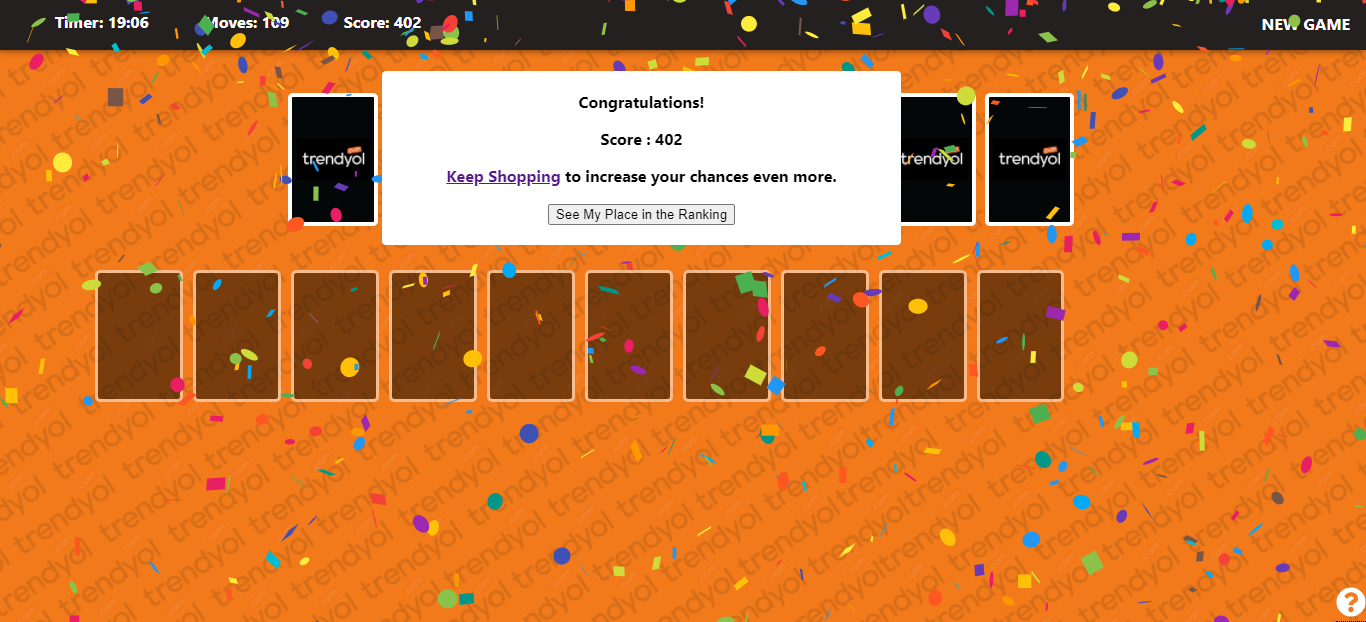 Timer: 19:06 Moves: 109 Score: 402 NEW GAME
Congratulations!
Score : 402
Keep Shopping to increase your chances even more.
See My Place in the Ranking
trendyol trendyol trendyol
?